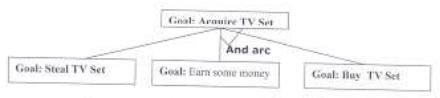 Goal: Acquire TV Set
And arc
Goal: Steal TV Set
Goal: Earn some money
Goal: Buy TV Set